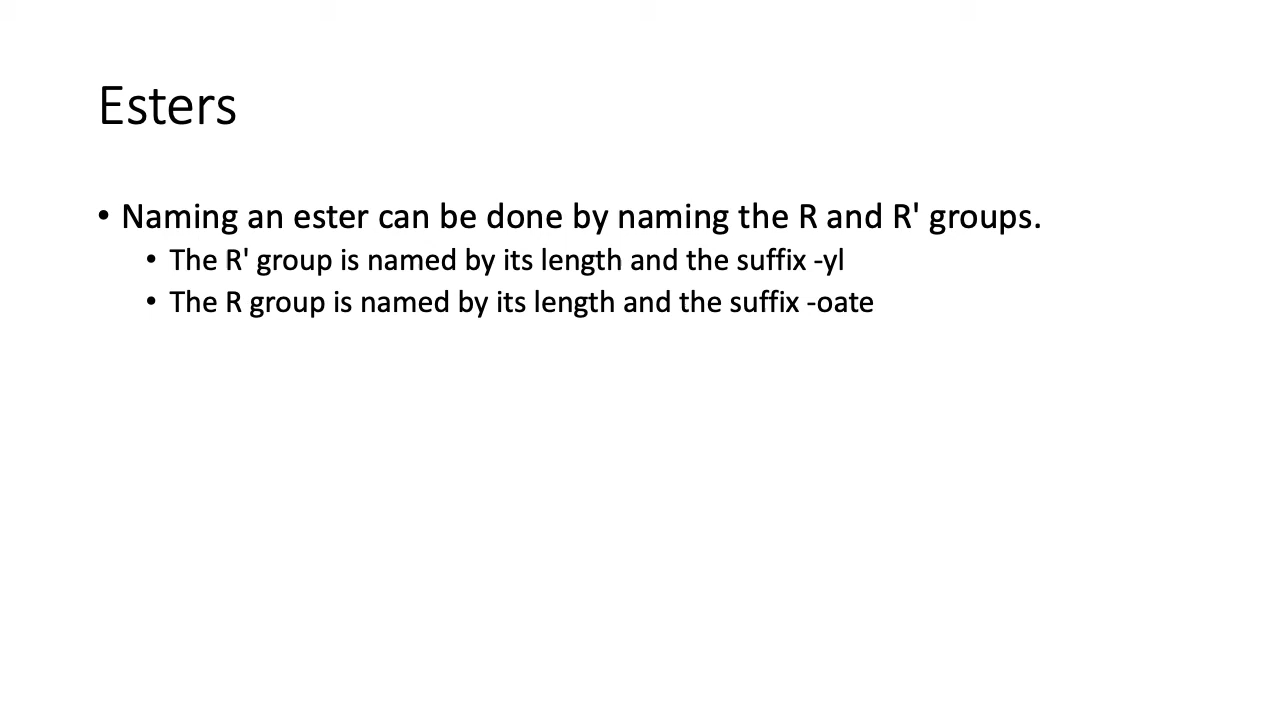 Esters
• Naming an ester can be done by naming the R and R' groups.
• The R' group is named by its length and the suffix -yl
• The R group is named by its length and the suffix -oate